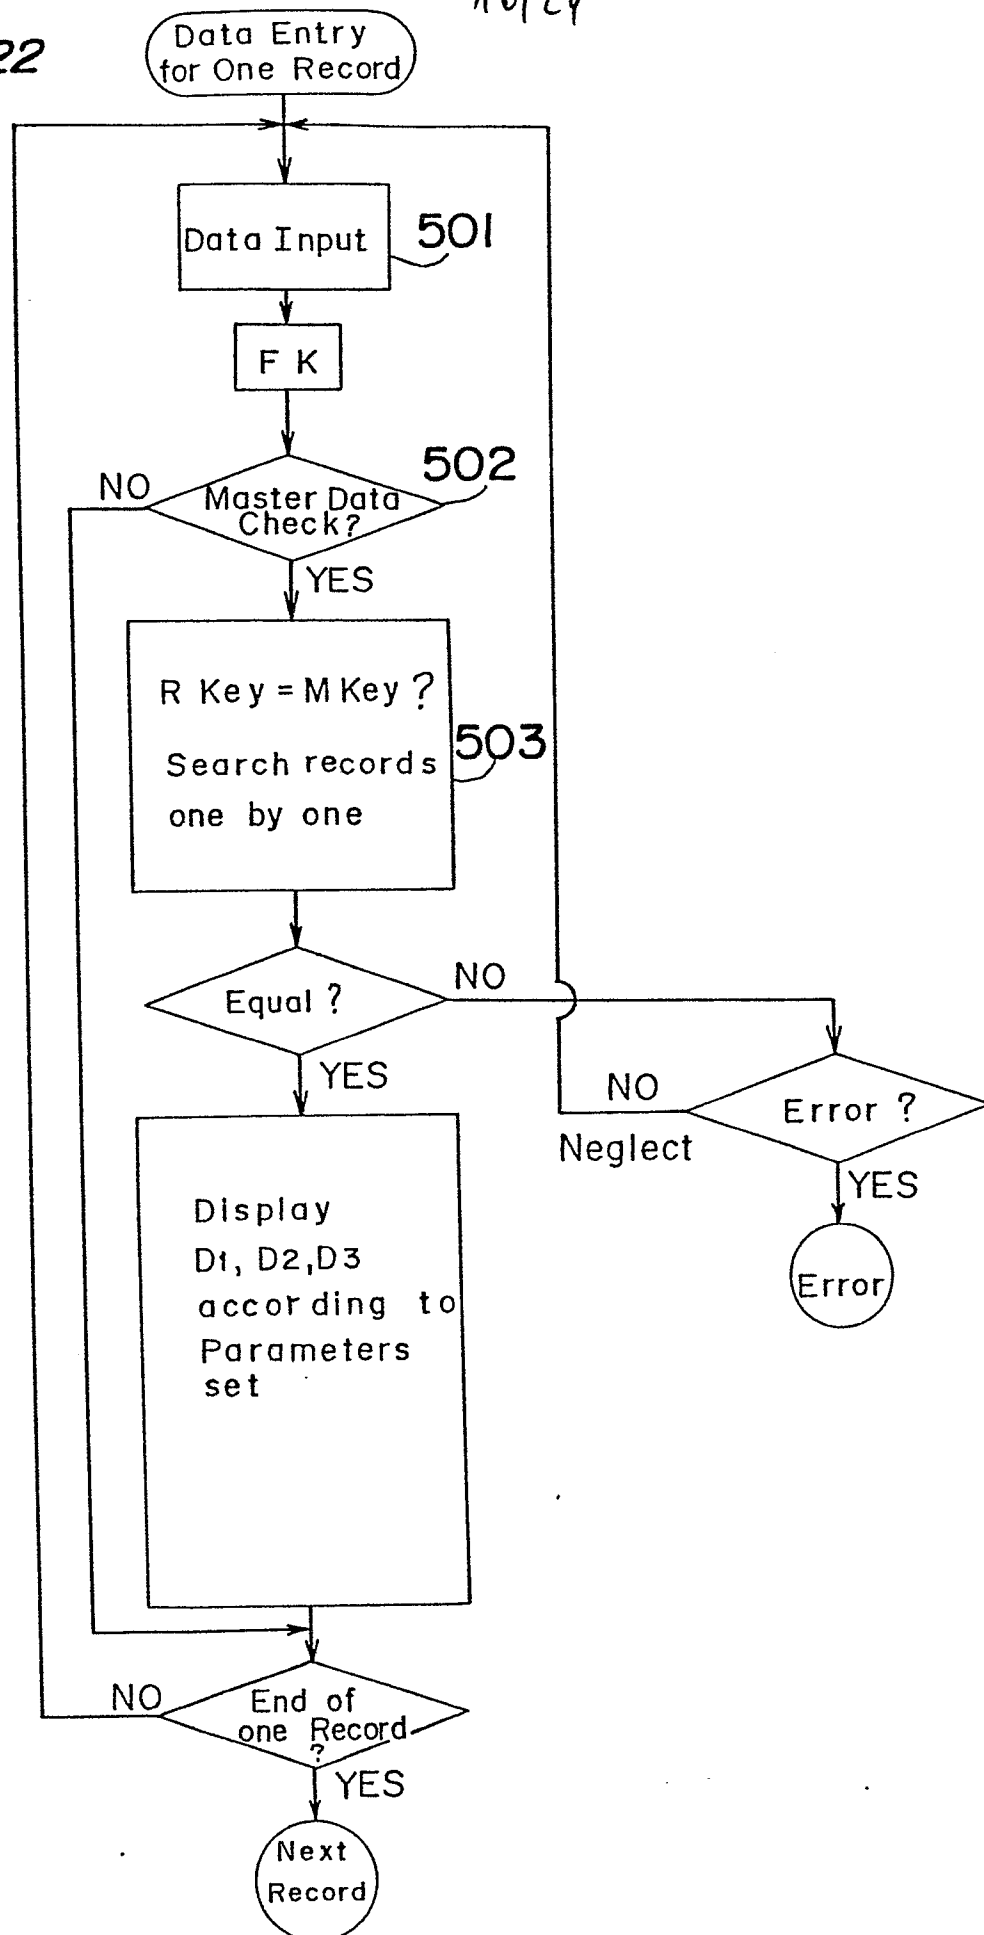 22
Data Entry
for One Record
Data Input
501
F K
502
NO
Master Data
Check?
YES
R Key = M Key ?
503
Search records
one by one
Equal ?
NO
YES
NO
Error ?
Neglect
YES
Error
Display
D1, D2, D3
according to
Parameters
set
NO
End of
one Record
?
YES
Next
Record